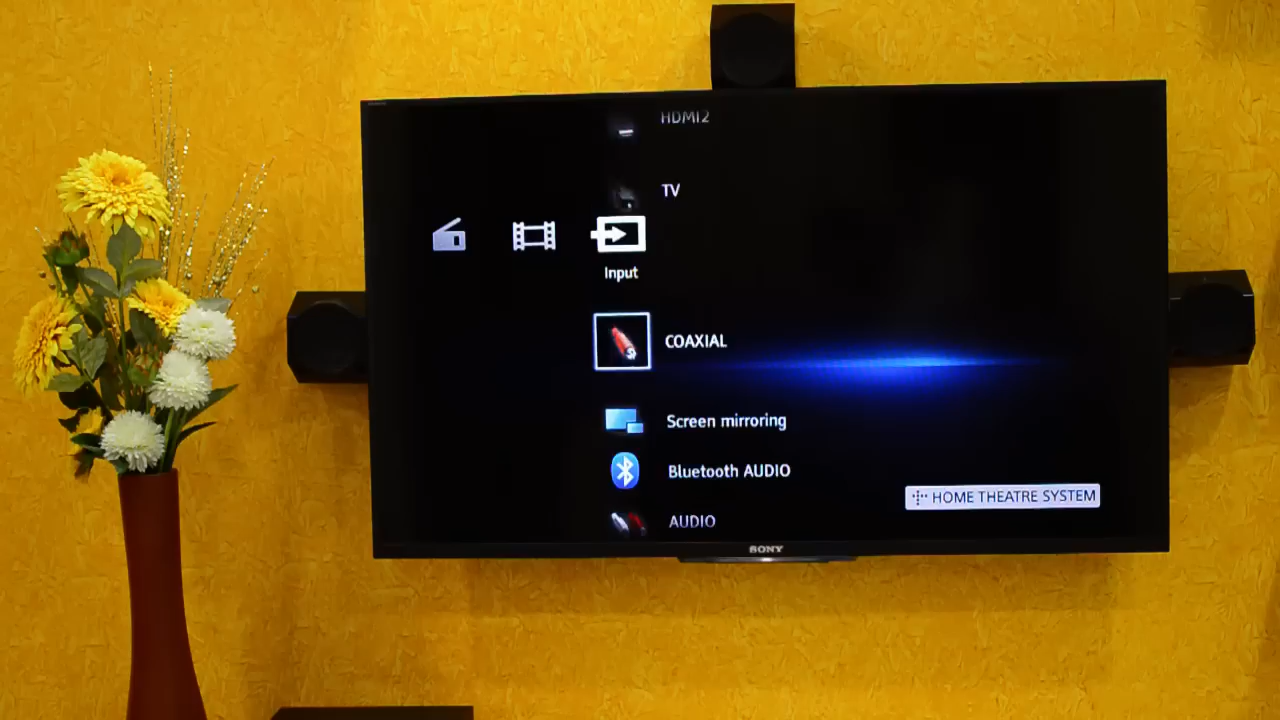 HDMI2
TV
Input
COAXIAL
Screen mirroring
Bluetooth AUDIO
HOME THEATRE SYSTEM
AUDIO
SONY